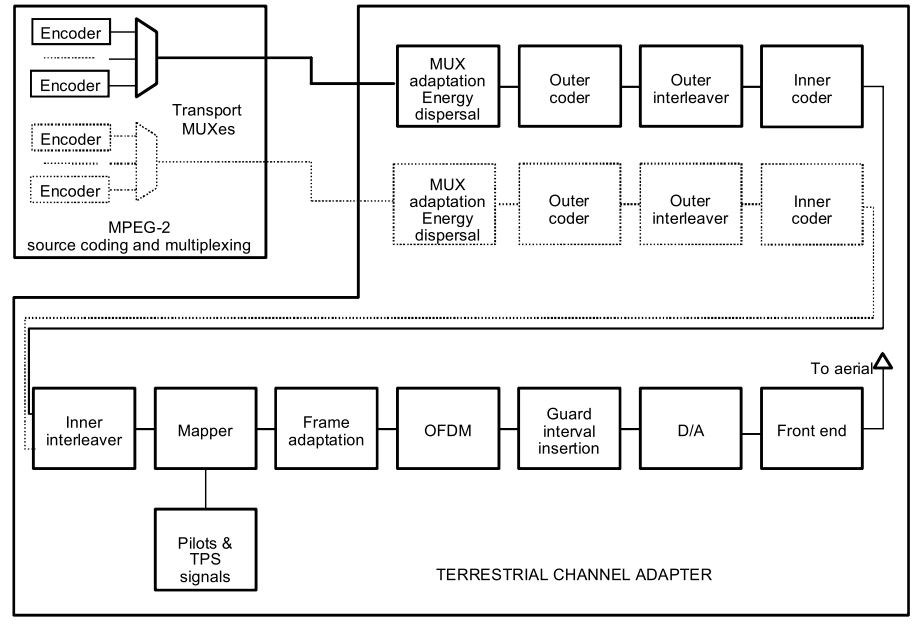 Encoder
Encoder
Transport
MUXes
Encoder
Encoder
MPEG-2
source coding and multiplexing
MUX
adaptation
Energy
dispersal
Outer
coder
Outer
interleaver
Inner
coder
MUX
adaptation
Energy
dispersal
Outer
coder
Outer
interleaver
Inner
coder
To aerial
Inner
interleaver
Mapper
Frame
adaptation
OFDM
Guard
interval
insertion
D/A
Front end
Pilots &
TPS
signals
TERRESTRIAL CHANNEL ADAPTER